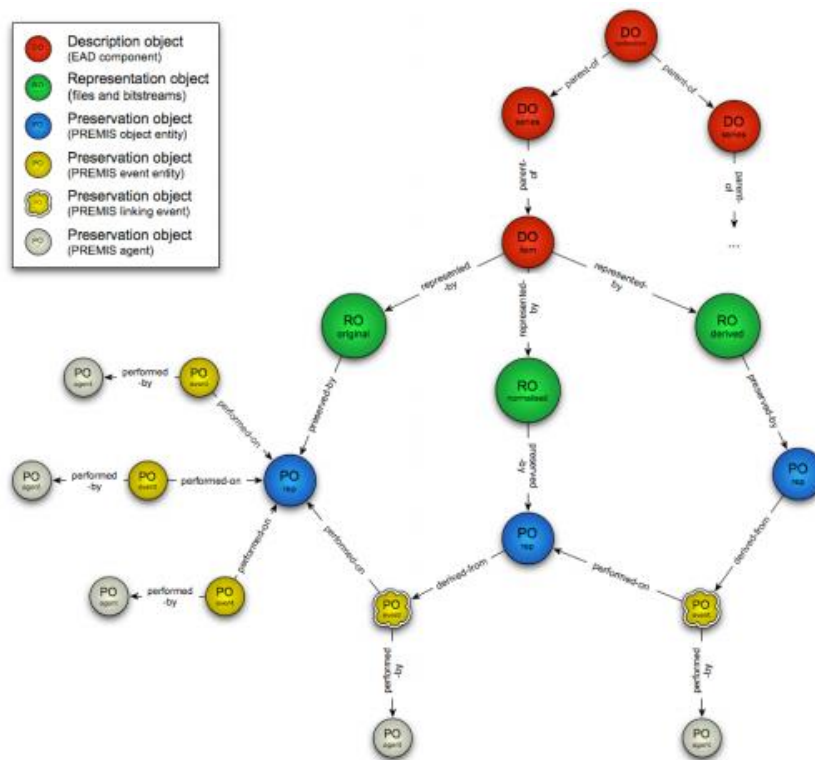 DO
Description object
(EAD component)
RO
Representation object
(files and bitstreams)
PO
Preservation object
(PREMIS object entity)
PO
Preservation object
(PREMIS event entity)
PO
Preservation object
(PREMIS linking event)
PO
Preservation object
(PREMIS agent)
DO
parent-of
parent-of
DO
series
DO
series
parent-
of
parent-
of
...
DO
item
represented
-by
represented-
by
represented-
by
RO
original
RO
derived
RO
normalised
preserved-by
preserved
-by
preserved-by
PO
agent
performed
-by
PO
event
performed-on
PO
agent
performed
-by
PO
event
performed-on
PO
rep
PO
rep
PO
agent
performed
-by
PO
event
performed-on
PO
rep
performed-on
derived-from
performed-on
derived-from
PO
event
PO
event
performed
-by
performed
-by
PO
agent
PO
agent